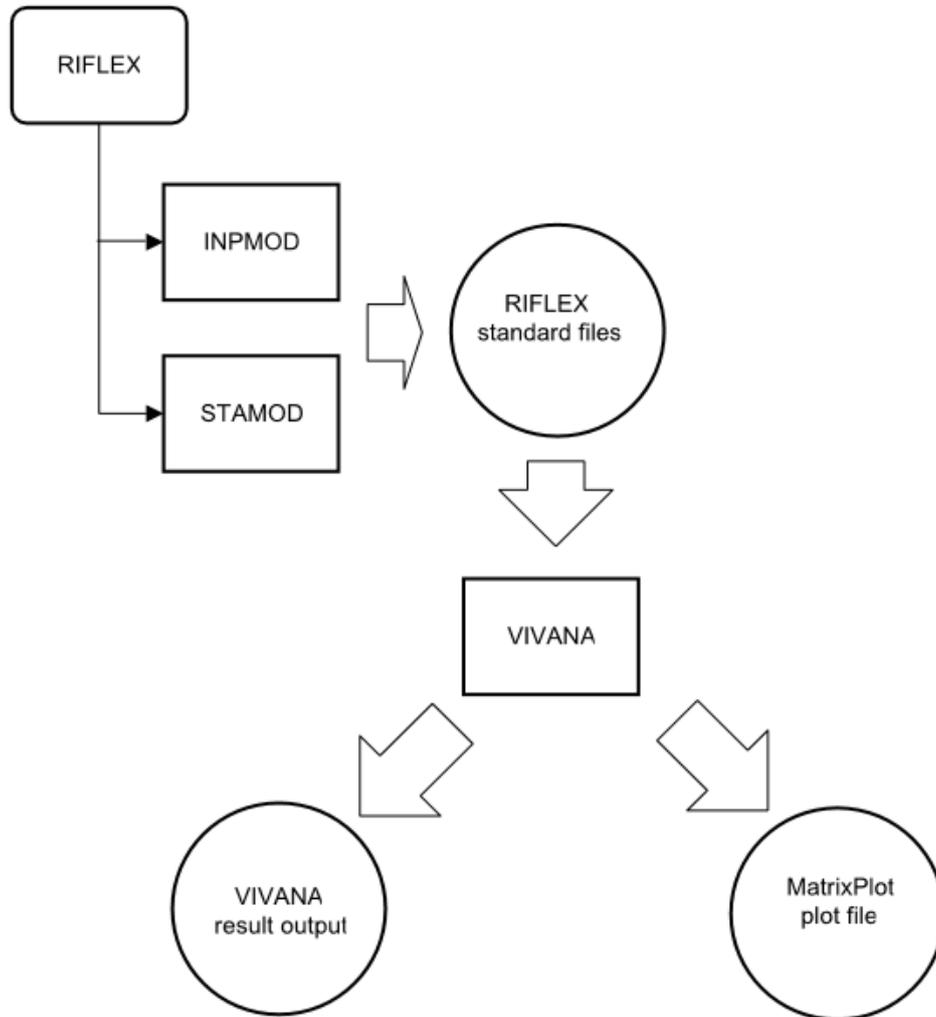 RIFLEX
INPMOD
STAMOD
RIFLEX
standard files
VIVANA
VIVANA
result output
MatrixPlot
plot file